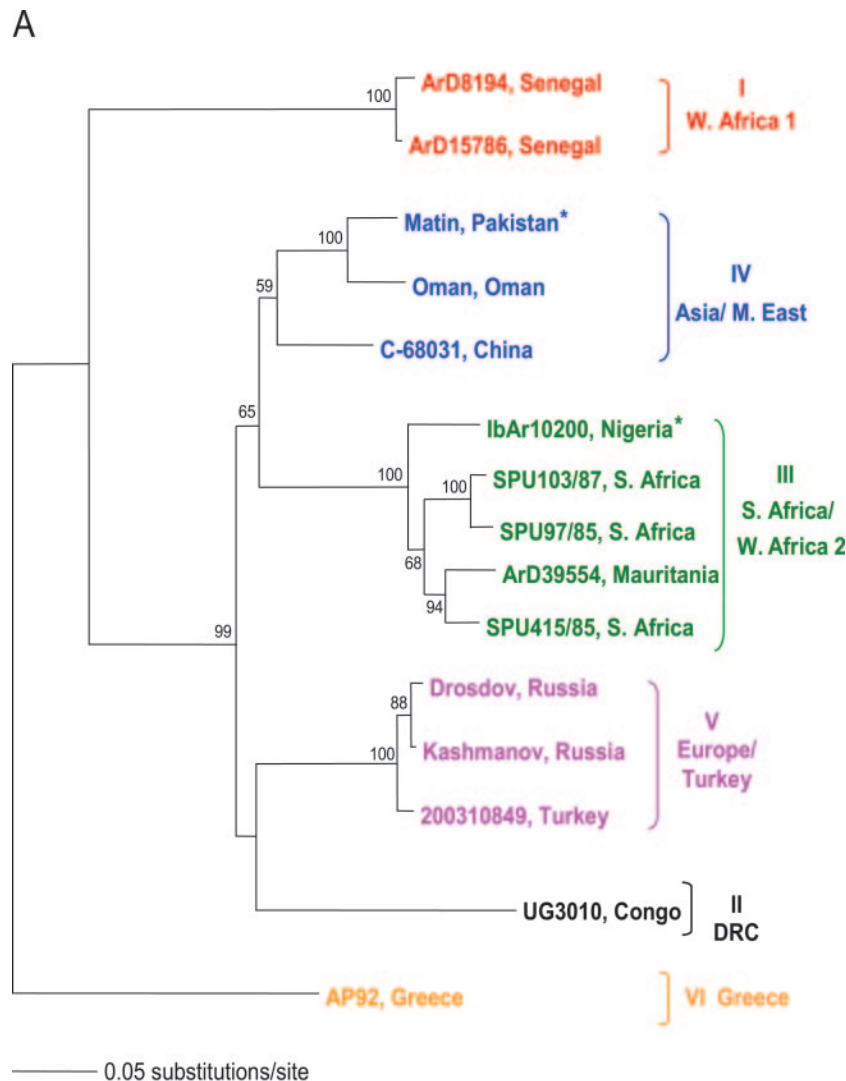 A
ArD8194, Senegal
100
I
W. Africa 1
ArD15786, Senegal
Matin, Pakistan*
100
59
IV
Oman, Oman
Asia/ M. East
C-68031, China
65
IbAr10200, Nigeria*
100
100
SPU103/87, S. Africa
III
S. Africa/
W. Africa 2
SPU97/85, S. Africa
68
ArD39554, Mauritania
94
SPU415/85, S. Africa
99
Drosdov, Russia
88
V
Europe/
Turkey
Kashmanov, Russia
100
200310849, Turkey
UG3010, Congo
II
DRC
AP92, Greece
VI Greece
0.05 substitutions/site